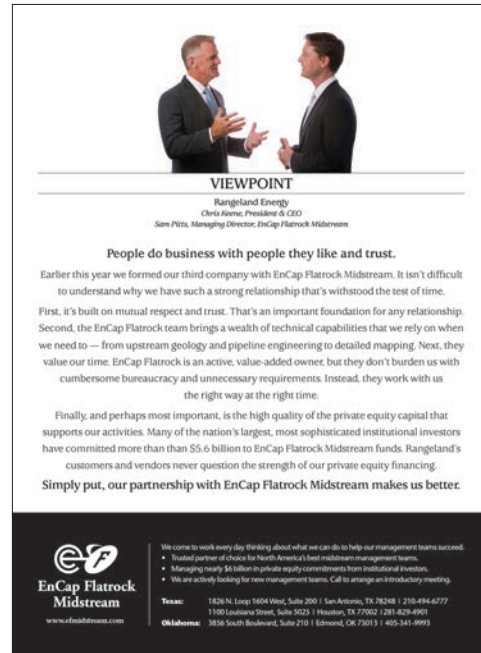 VIEWPOINT
Rangeland Energy
Chris Keene, President & CEO
Sam Pitts, Managing Director, EnCap Flatrock Midstream
People do business with people they like and trust.
Earlier this year we formed our third company with EnCap Flatrock Midstream. It isn't difficult
to understand why we have such a strong relationship that's withstood the test of time.
First, it's built on mutual respect and trust. That's an important foundation for any relationship.
Second, the EnCap Flatrock team brings a wealth of technical capabilities that we rely on when
we need to — from upstream geology and pipeline engineering to detailed mapping. Next, they
value our time. EnCap Flatrock is an active, value-added owner, but they don't burden us with
cumbersome bureaucracy and unnecessary requirements. Instead, they work with us
the right way at the right time.
Finally, and perhaps most important, is the high quality of the private equity capital that
supports our activities. Many of the nation's largest, most sophisticated institutional investors
have committed more than than $5.6 billion to EnCap Flatrock Midstream funds. Rangeland's
customers and vendors never question the strength of our private equity financing.
Simply put, our partnership with EnCap Flatrock Midstream makes us better.
EnCap Flatrock
Midstream
www.efmidstream.com
We come to work every day thinking about what we can do to help our management teams succeed.
• Trusted partner of choice for North America's best midstream management teams.
• Managing nearly $6 billion in private equity commitments from institutional investors.
• We are actively looking for new management teams. Call to arrange an introductory meeting.
Texas: 1826 N. Loop 1604 West, Suite 200 | San Antonio, TX 78248 | 210-494-6777
1100 Louisiana Street, Suite 5025 | Houston, TX 77002 | 281-829-4901
Oklahoma: 3856 South Boulevard, Suite 210 | Edmond, OK 73013 | 405-341-9993